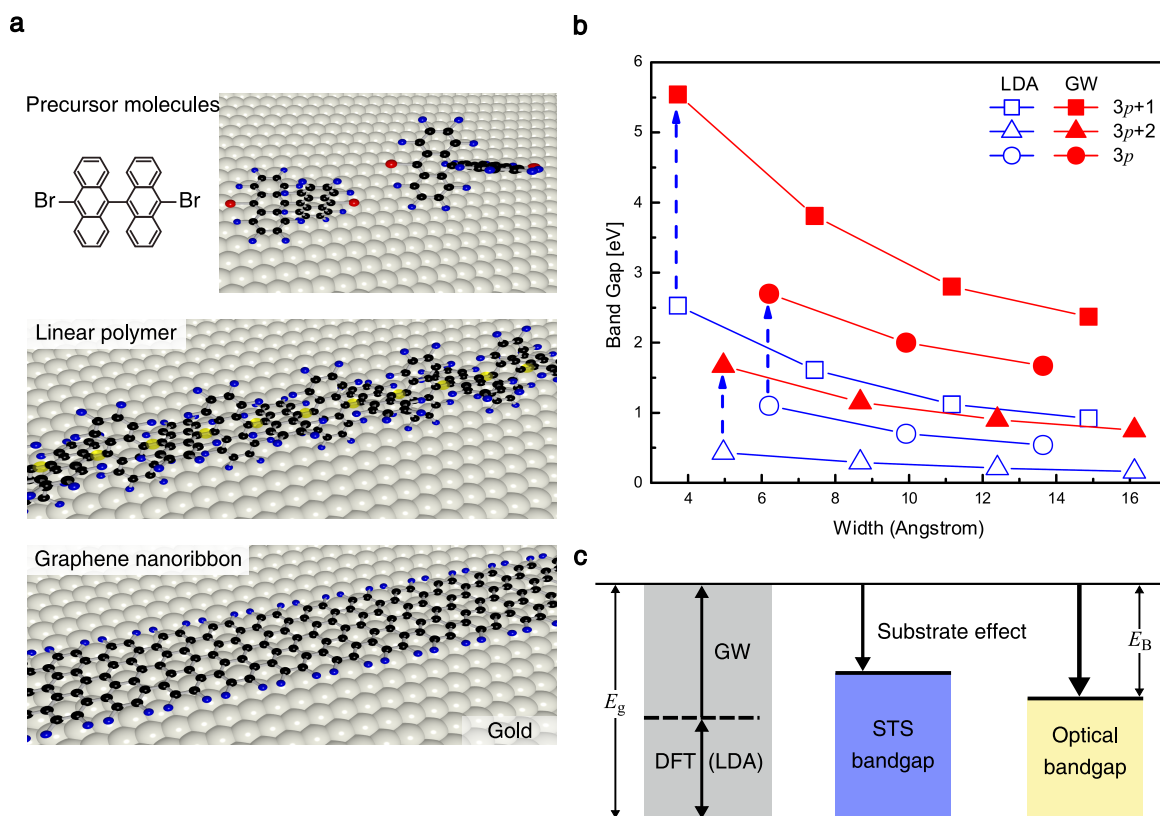 a
Precursor molecules
Br
Br
Linear polymer
Graphene nanoribbon
Gold
b
6
5
4
3
2
1
0
Band Gap [eV]
LDA GW
3p+1
3p+2
3p
4 6 8 10 12 14 16
Width (Angstrom)
c
E_g
GW
DFT (LDA)
Substrate effect
STS
bandgap
E_B
Optical
bandgap